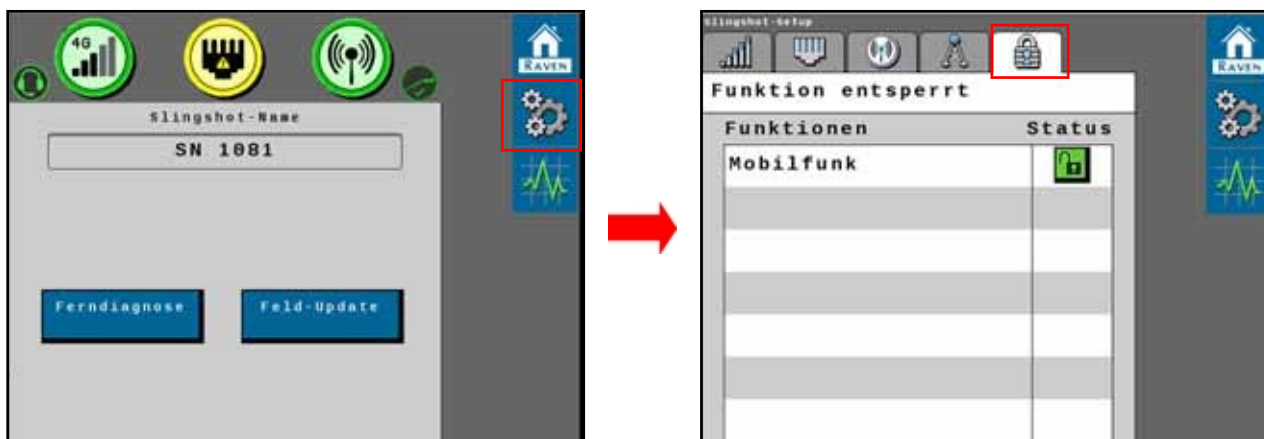 4G
RAVEN
Slingshot-Name
SN 1081
Ferndiagnose
Feld-Update
Slingshot-Setup
RAVEN
Funktion entsperrt
Funktionen Status
Mobilfunk